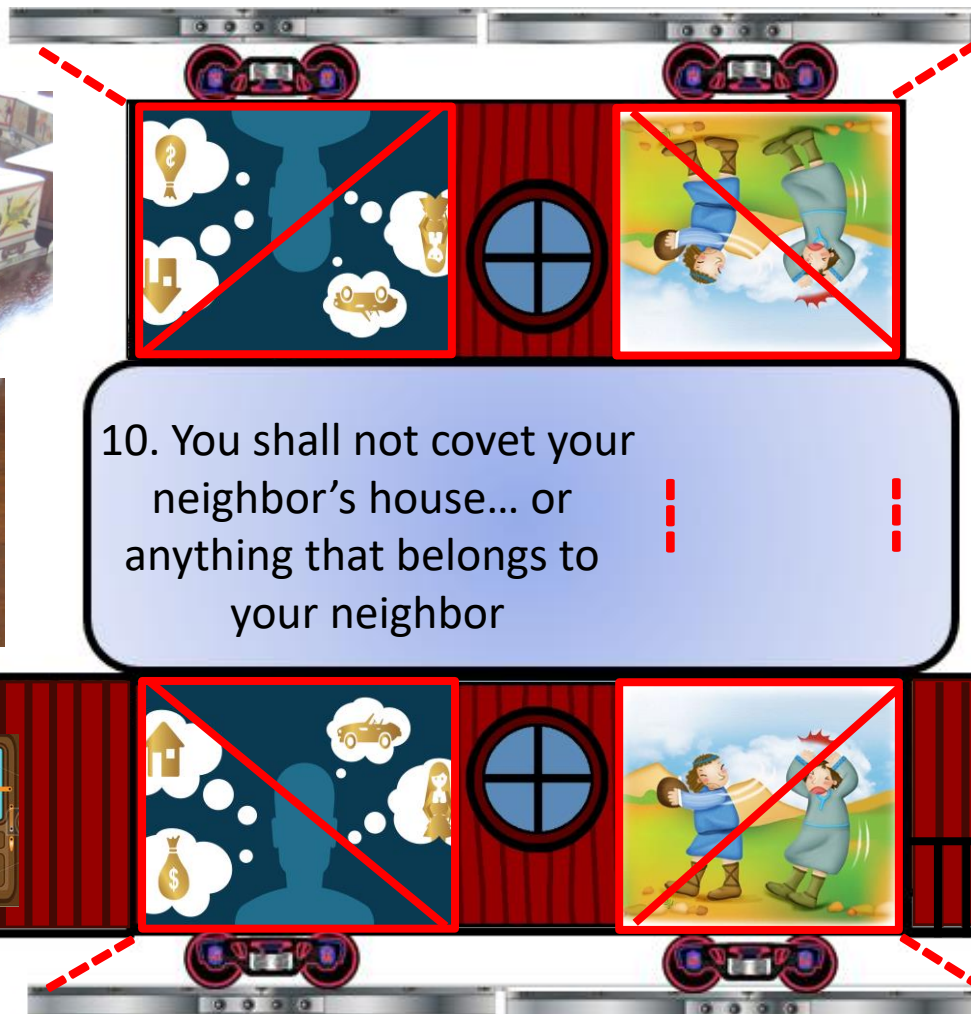 10. You shall not covet your
neighbor’s house… or
anything that belongs to
your neighbor